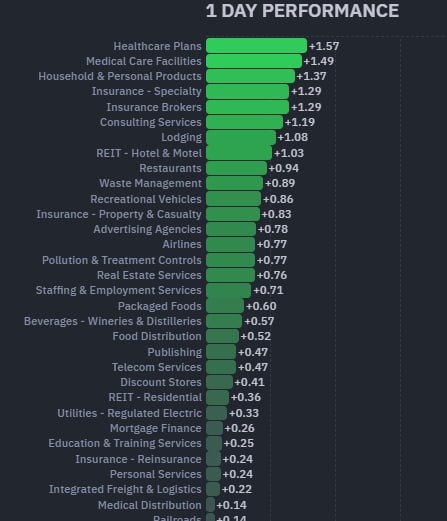 1 DAY PERFORMANCE
Healthcare Plans +1.57
Medical Care Facilities +1.49
Household & Personal Products +1.37
Insurance - Specialty +1.29
Insurance Brokers +1.29
Consulting Services +1.19
Lodging +1.08
REIT - Hotel & Motel +1.03
Restaurants +0.94
Waste Management +0.89
Recreational Vehicles +0.86
Insurance - Property & Casualty +0.83
Advertising Agencies +0.78
Airlines +0.77
Pollution & Treatment Controls +0.77
Real Estate Services +0.76
Staffing & Employment Services +0.71
Packaged Foods +0.60
Beverages - Wineries & Distilleries +0.57
Food Distribution +0.52
Publishing +0.47
Telecom Services +0.47
Discount Stores +0.41
REIT - Residential +0.36
Utilities - Regulated Electric +0.33
Mortgage Finance +0.26
Education & Training Services +0.25
Insurance - Reinsurance +0.24
Personal Services +0.24
Integrated Freight & Logistics +0.22
Medical Distribution +0.14
Railroads +0.14